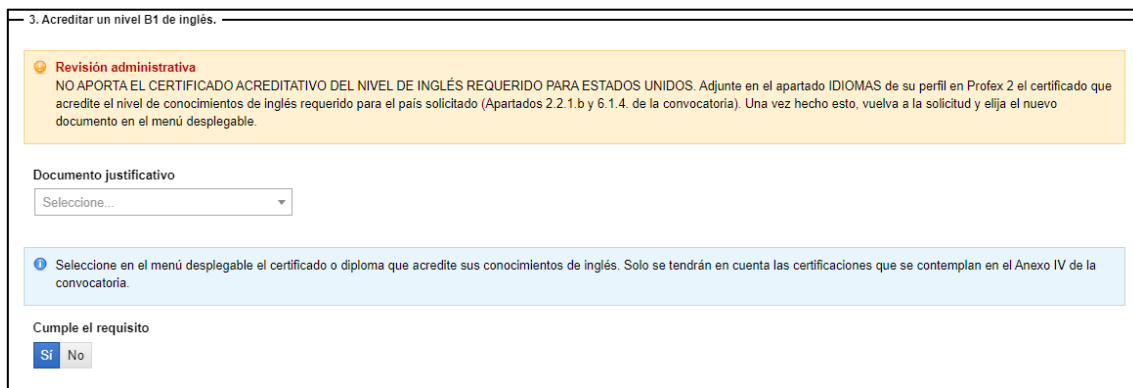 3. Acreditar un nivel B1 de inglés.
Revisión administrativa
NO APORTA EL CERTIFICADO ACREDITATIVO DEL NIVEL DE INGLÉS REQUERIDO PARA ESTADOS UNIDOS. Adjunte en el apartado IDIOMAS de su perfil en Profex 2 el certificado que
acredite el nivel de conocimientos de inglés requerido para el país solicitado (Apartados 2.2.1.b y 6.1.4. de la convocatoria). Una vez hecho esto, vuelva a la solicitud y elija el nuevo
documento en el menú desplegable.
Documento justificativo
Seleccione...
Seleccione en el menú desplegable el certificado o diploma que acredite sus conocimientos de inglés. Solo se tendrán en cuenta las certificaciones que se contemplan en el Anexo IV de la
convocatoria.
Cumple el requisito
Sí No